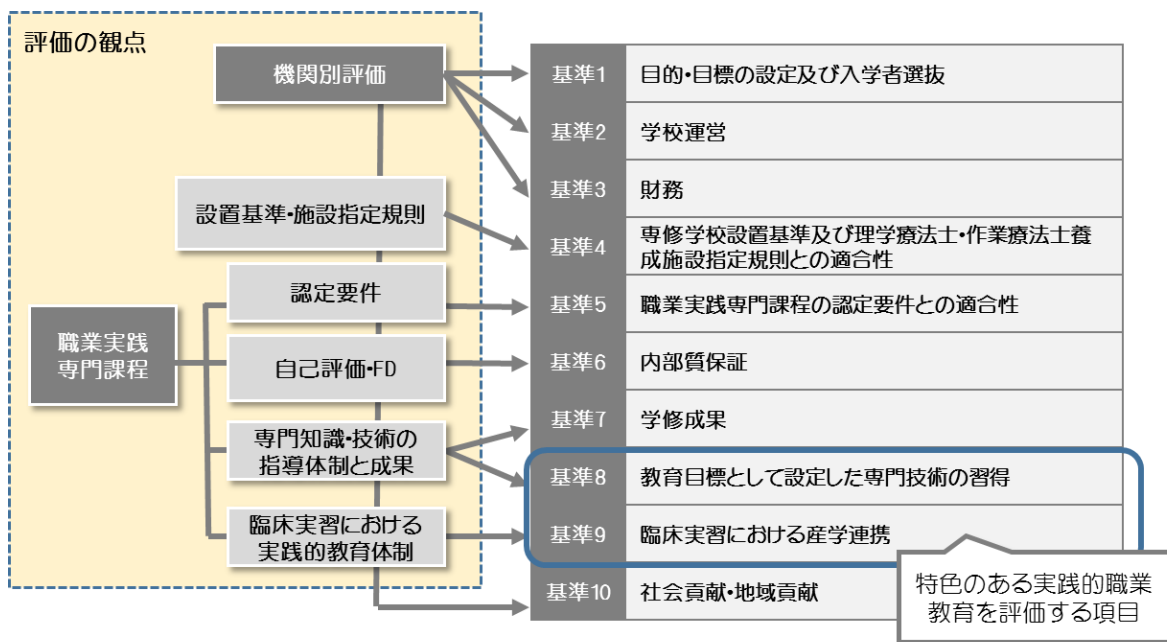 評価の観点
機関別評価
設置基準・施設指定規則
認定要件
職業実践
専門課程
自己評価・FD
専門知識・技術の
指導体制と成果
臨床実習における
実践的教育体制
基準1 目的・目標の設定及び入学者選抜
基準2 学校運営
基準3 財務
基準4 専修学校設置基準及び理学療法士・作業療法士養
成施設指定規則との適合性
基準5 職業実践専門課程の認定要件との適合性
基準6 内部質保証
基準7 学修成果
基準8 教育目標として設定した専門技術の習得
基準9 臨床実習における産学連携
基準10 社会貢献・地域貢献
特色のある実践的職業
教育を評価する項目